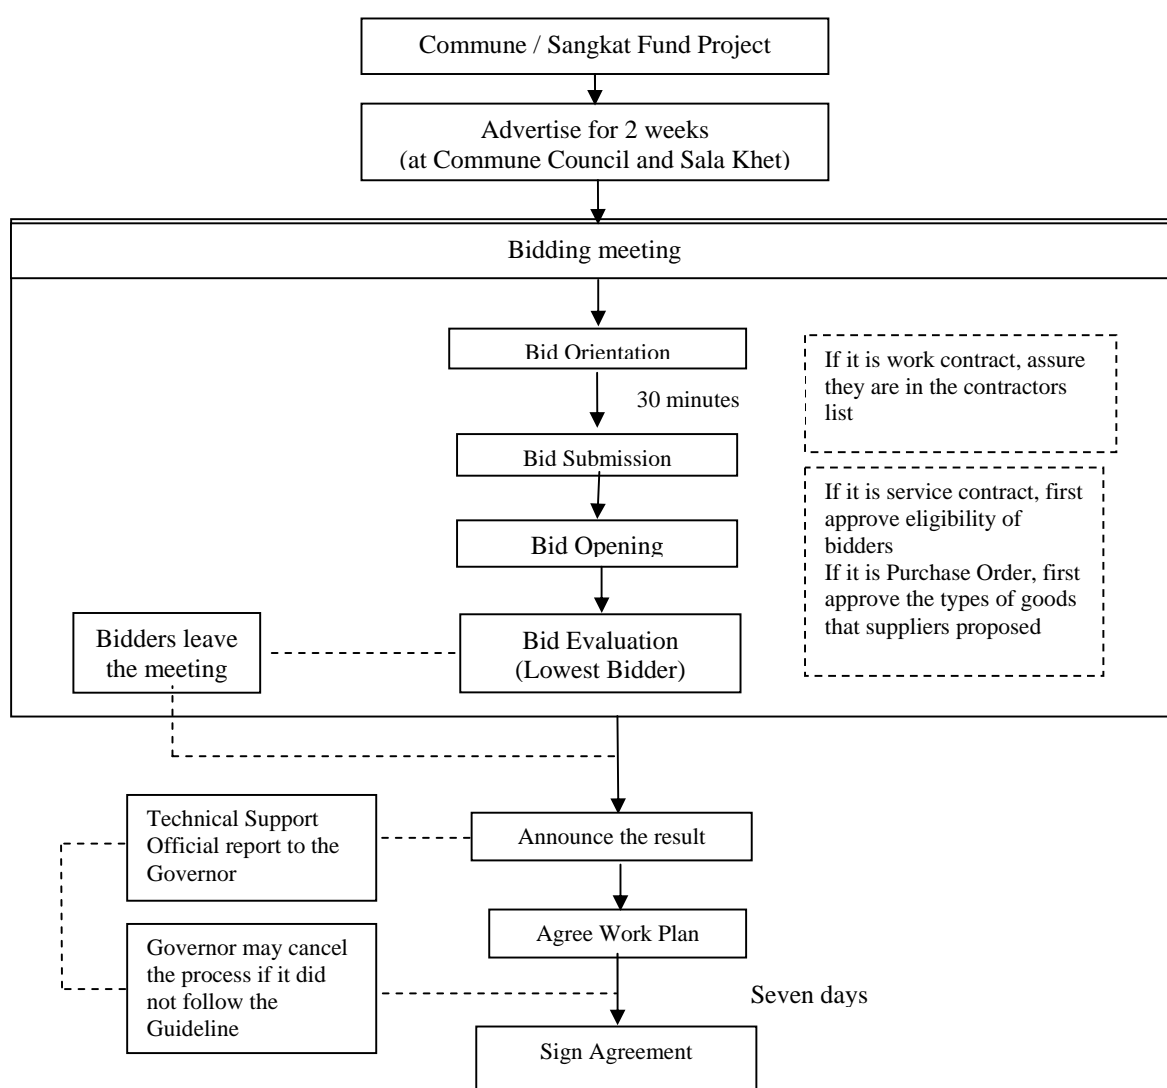 Commune / Sangkat Fund Project
Advertise for 2 weeks
(at Commune Council and Sala Khet)
Bidding meeting
Bid Orientation
30 minutes
Bid Submission
Bid Opening
Bid Evaluation
(Lowest Bidder)
If it is work contract, assure
they are in the contractors
list
If it is service contract, first
approve eligibility of
bidders
If it is Purchase Order, first
approve the types of goods
that suppliers proposed
Bidders leave
the meeting
Technical Support
Official report to the
Governor
Announce the result
Agree Work Plan
Governor may cancel
the process if it did
not follow the
Guideline
Seven days
Sign Agreement